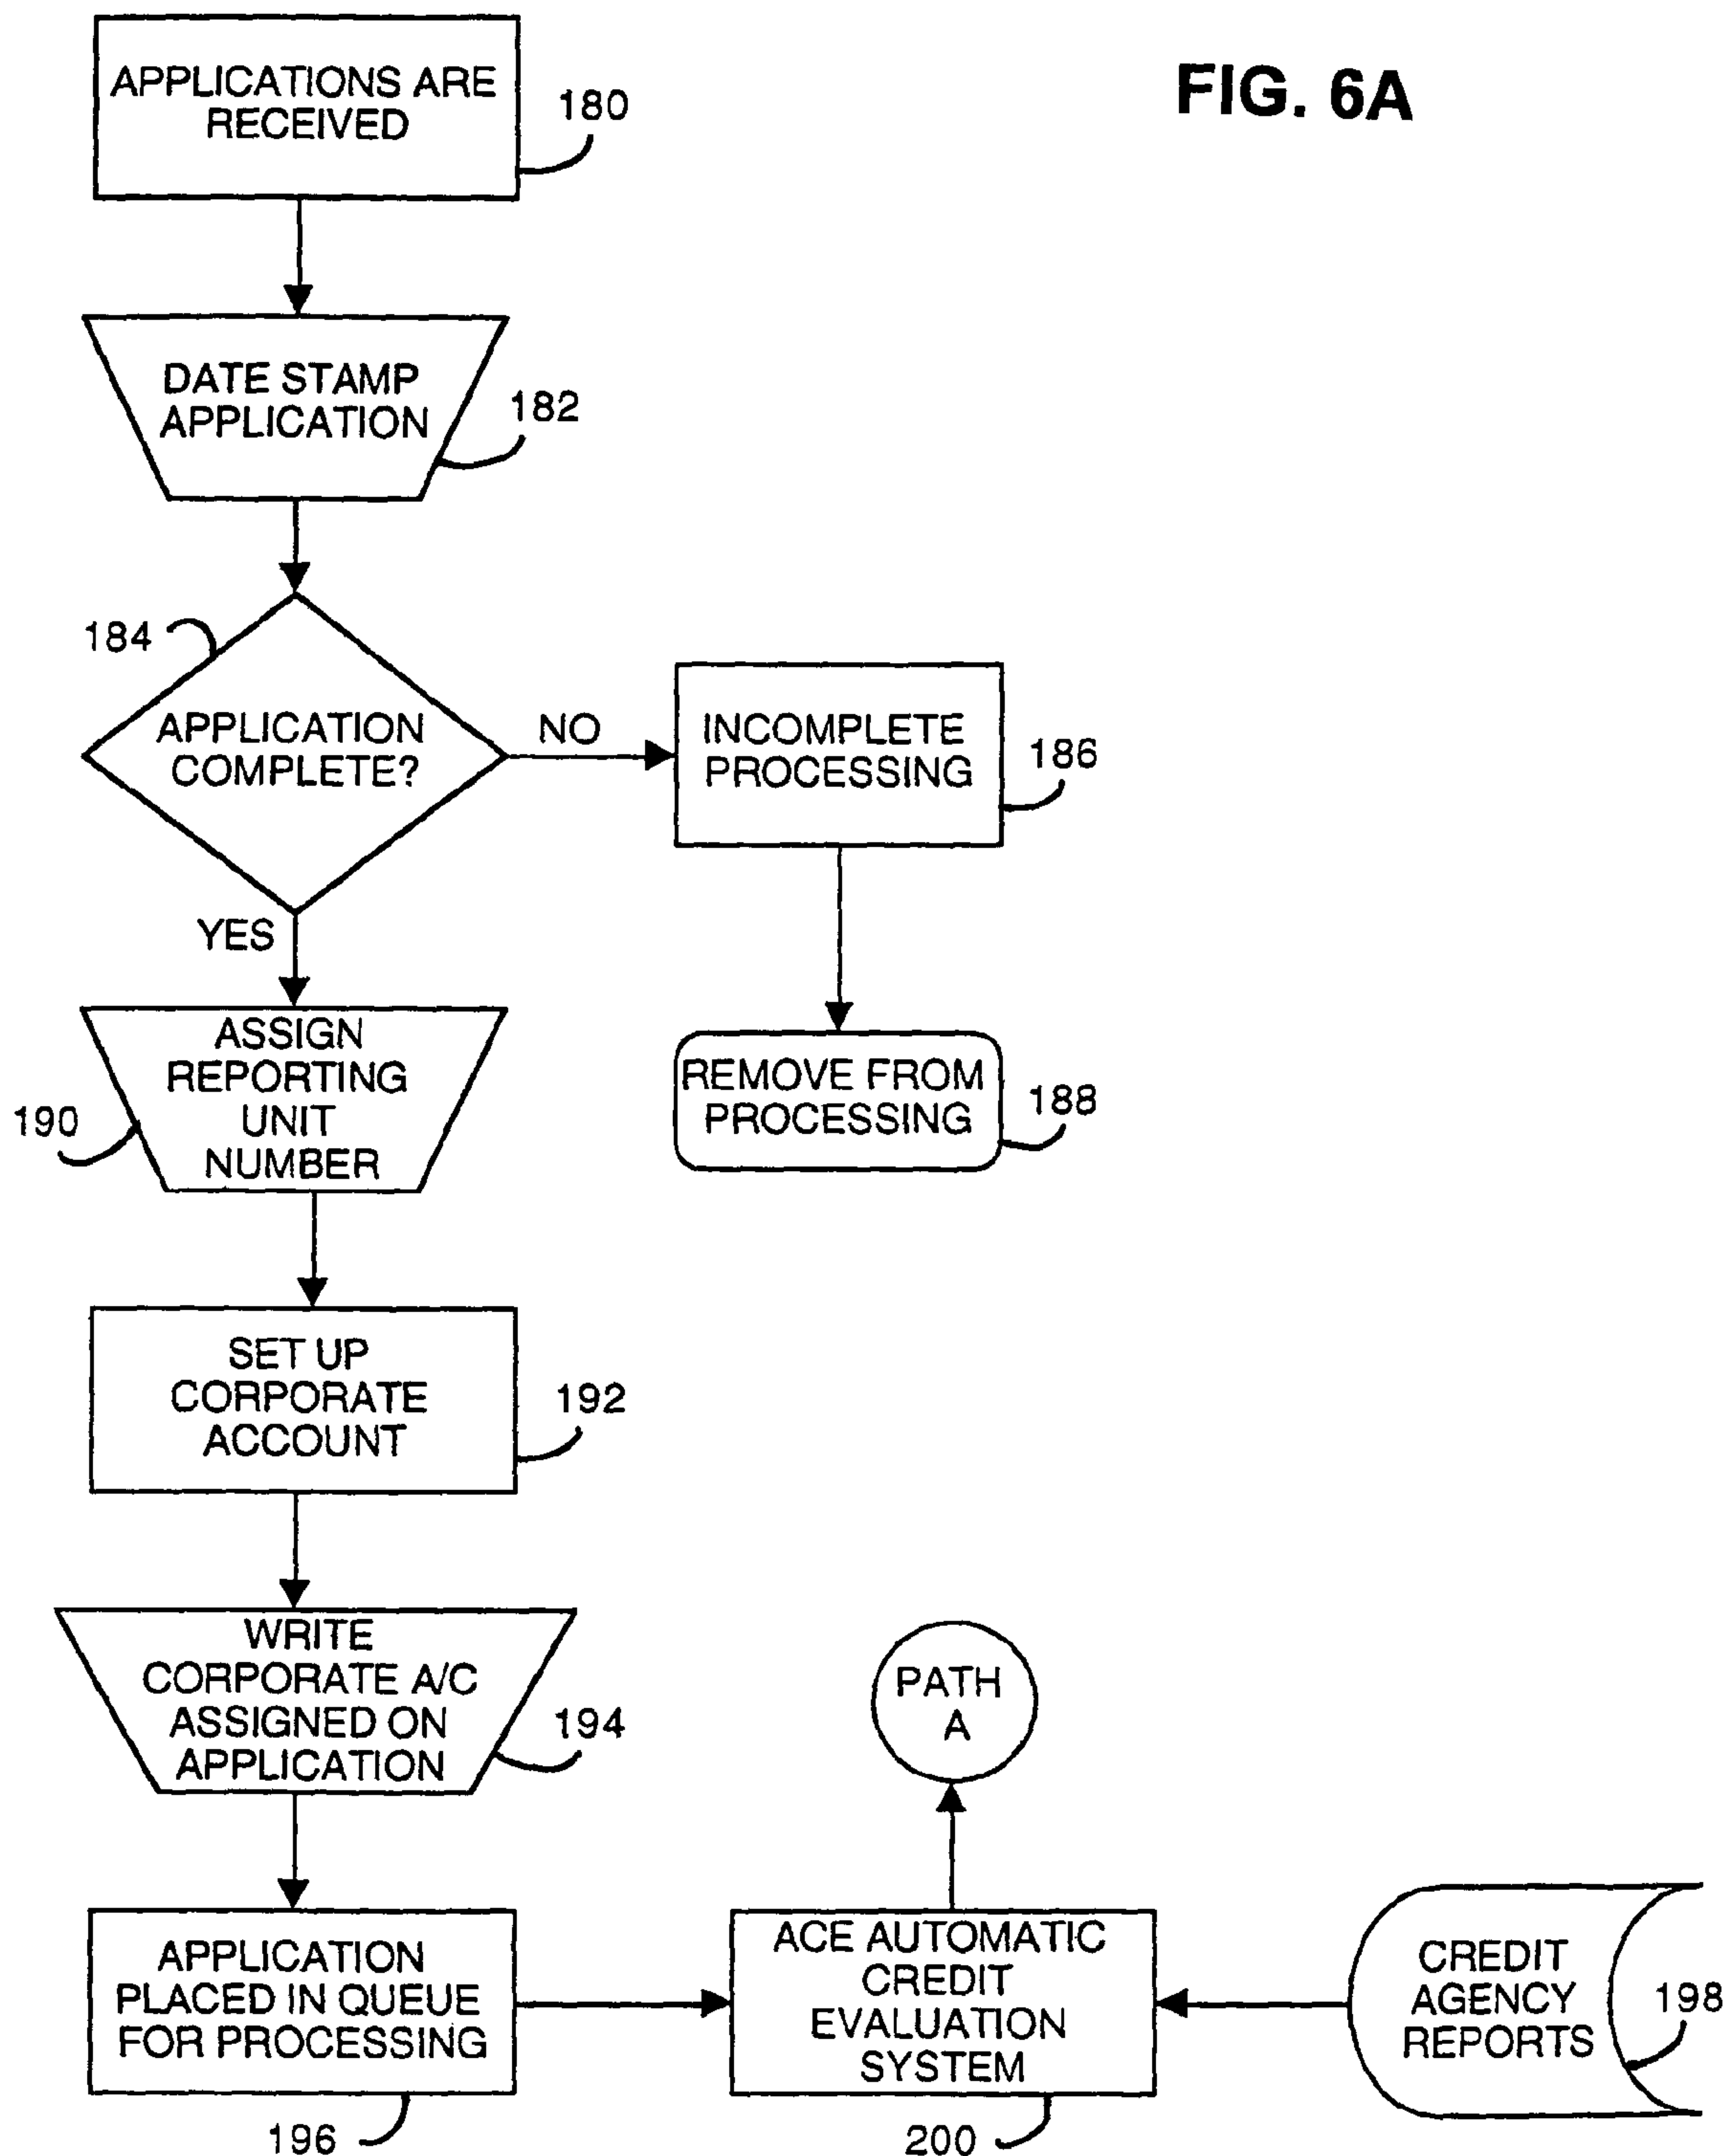 FIG. 6A
APPLICATIONS ARE
RECEIVED
180
DATE STAMP
APPLICATION
182
184
APPLICATION
COMPLETE?
NO
INCOMPLETE
PROCESSING
186
YES
REMOVE FROM
PROCESSING
188
ASSIGN
REPORTING
UNIT
NUMBER
190
SET UP
CORPORATE
ACCOUNT
192
WRITE
CORPORATE A/C
ASSIGNED ON
APPLICATION
194
PATH
A
APPLICATION
PLACED IN QUEUE
FOR PROCESSING
196
ACE AUTOMATIC
CREDIT
EVALUATION
SYSTEM
200
CREDIT
AGENCY
REPORTS
198